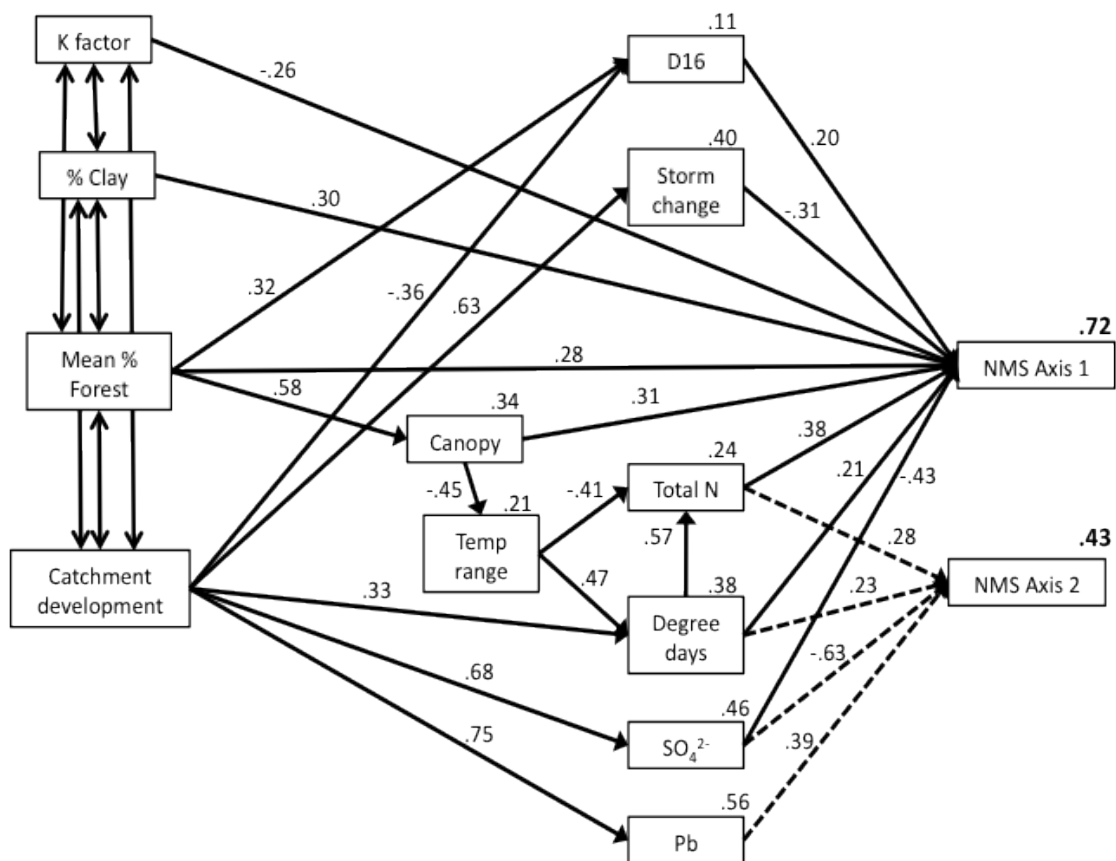 .11
K factor
D16
-.26
.40
.20
% Clay
Storm
change
.30
-.31
.32
-.36
.63
.72
Mean %
Forest
.28
NMS Axis 1
.58
.34
.31
Canopy
.38
.24
.21
-.43
-.45
.21
-.41
Total N
Temp
range
.57
.28
.43
Catchment
development
.33
.47
.38
.23
NMS Axis 2
Degree
days
-.63
.68
.46
.39
.75
SO₄²⁻
.56
Pb